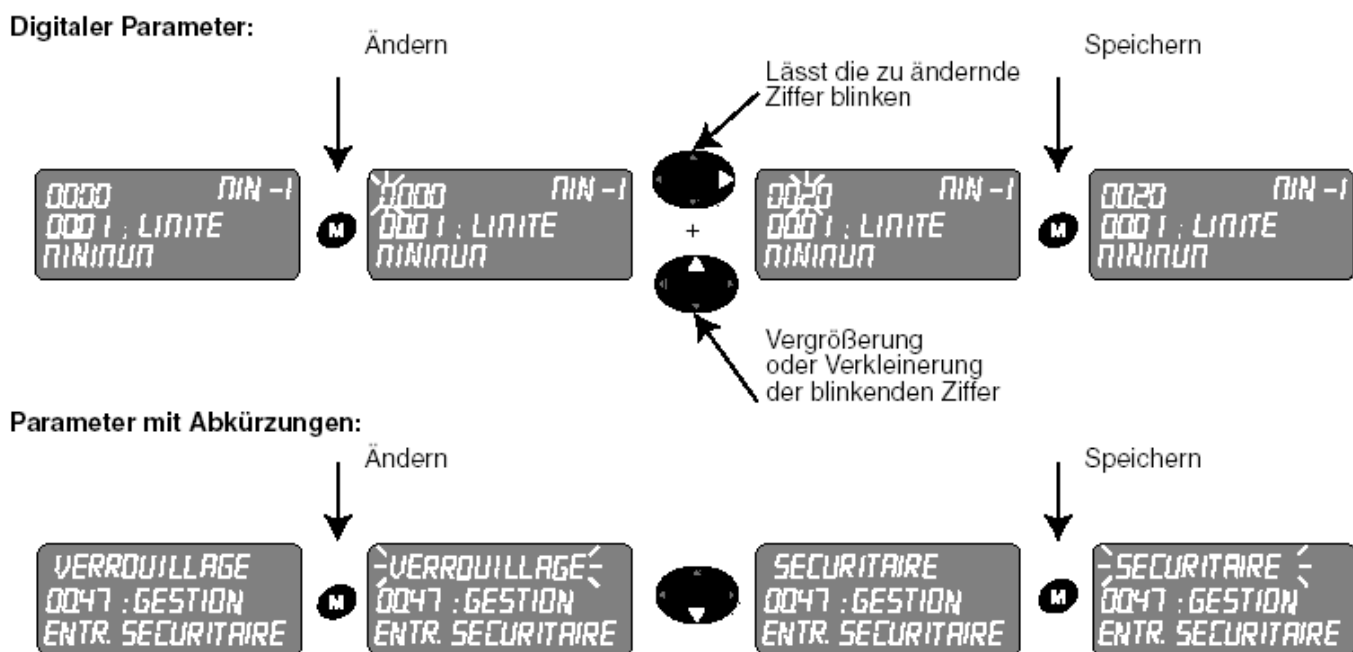 Digitaler Parameter:
Ändern
Speichern
Lässt die zu ändernde
Ziffer blinken
0000 MIN -1
0001 : LIMITE
MINIMUM
M
0000 MIN -1
0001 : LIMITE
MINIMUM
+
0020 MIN -1
0001 : LIMITE
MINIMUM
M
0020 MIN -1
0001 : LIMITE
MINIMUM
Vergrößerung
oder Verkleinerung
der blinkenden Ziffer
Parameter mit Abkürzungen:
Ändern
Speichern
VERROUILLAGE
0047 : GESTION
ENTR. SECURITAIRE
M
VERROUILLAGE
0047 : GESTION
ENTR. SECURITAIRE
SECURITAIRE
0047 : GESTION
ENTR. SECURITAIRE
M
SECURITAIRE
0047 : GESTION
ENTR. SECURITAIRE